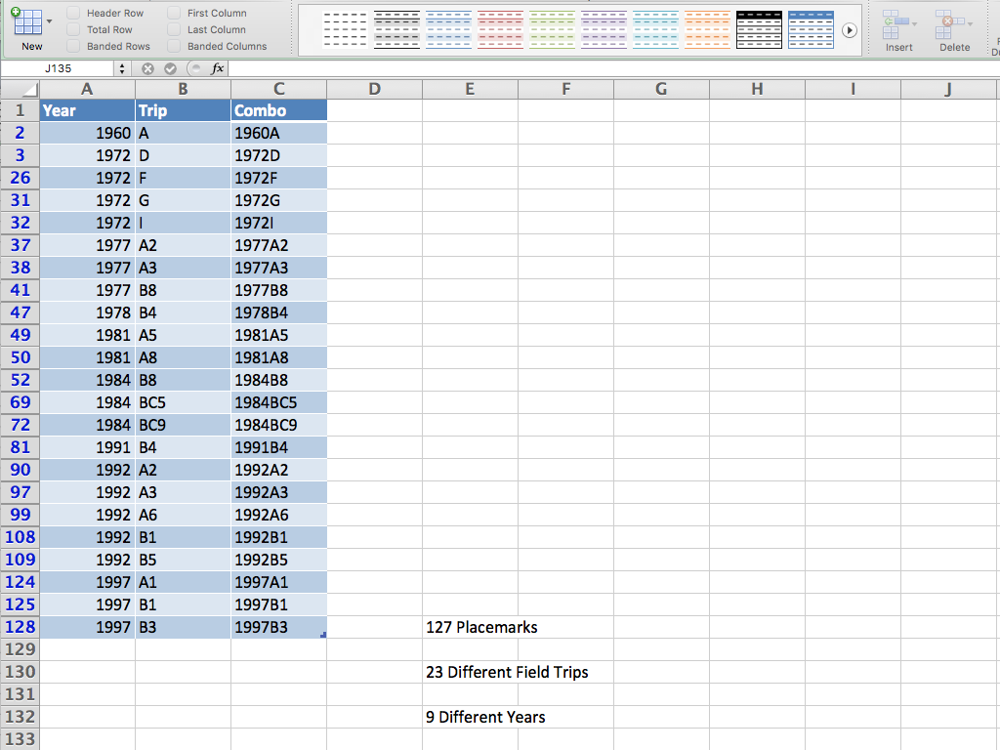 New Header Row First Column Insert Delete
Total Row Last Column
Banded Rows Banded Columns
J135 fx
A B C D E F G H I J
1 Year Trip Combo
2 1960 A 1960A
3 1972 D 1972D
26 1972 F 1972F
31 1972 G 1972G
32 1972 I 1972I
37 1977 A2 1977A2
38 1977 A3 1977A3
41 1977 B8 1977B8
47 1978 B4 1978B4
49 1981 A5 1981A5
50 1981 A8 1981A8
52 1984 B8 1984B8
69 1984 BC5 1984BC5
72 1984 BC9 1984BC9
81 1991 B4 1991B4
90 1992 A2 1992A2
97 1992 A3 1992A3
99 1992 A6 1992A6
108 1992 B1 1992B1
109 1992 B5 1992B5
124 1997 A1 1997A1
125 1997 B1 1997B1
128 1997 B3 1997B3 127 Placemarks
129
130 23 Different Field Trips
131
132 9 Different Years
133